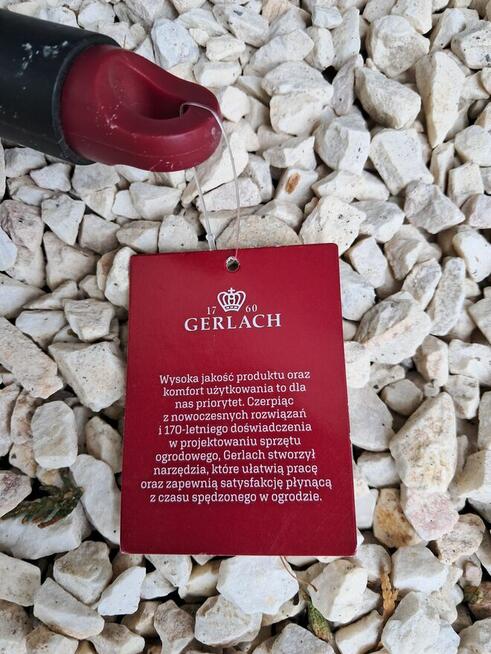 17 60
GERLACH
Wysoka jakość produktu oraz
komfort użytkowania to dla
nas priorytet. Czerpiąc
z nowoczesnych rozwiązań
i 170-letniego doświadczenia
w projektowaniu sprzętu
ogrodowego, Gerlach stworzył
narzędzia, które ułatwią pracę
oraz zapewnią satysfakcję płynącą
z czasu spędzonego w ogrodzie.